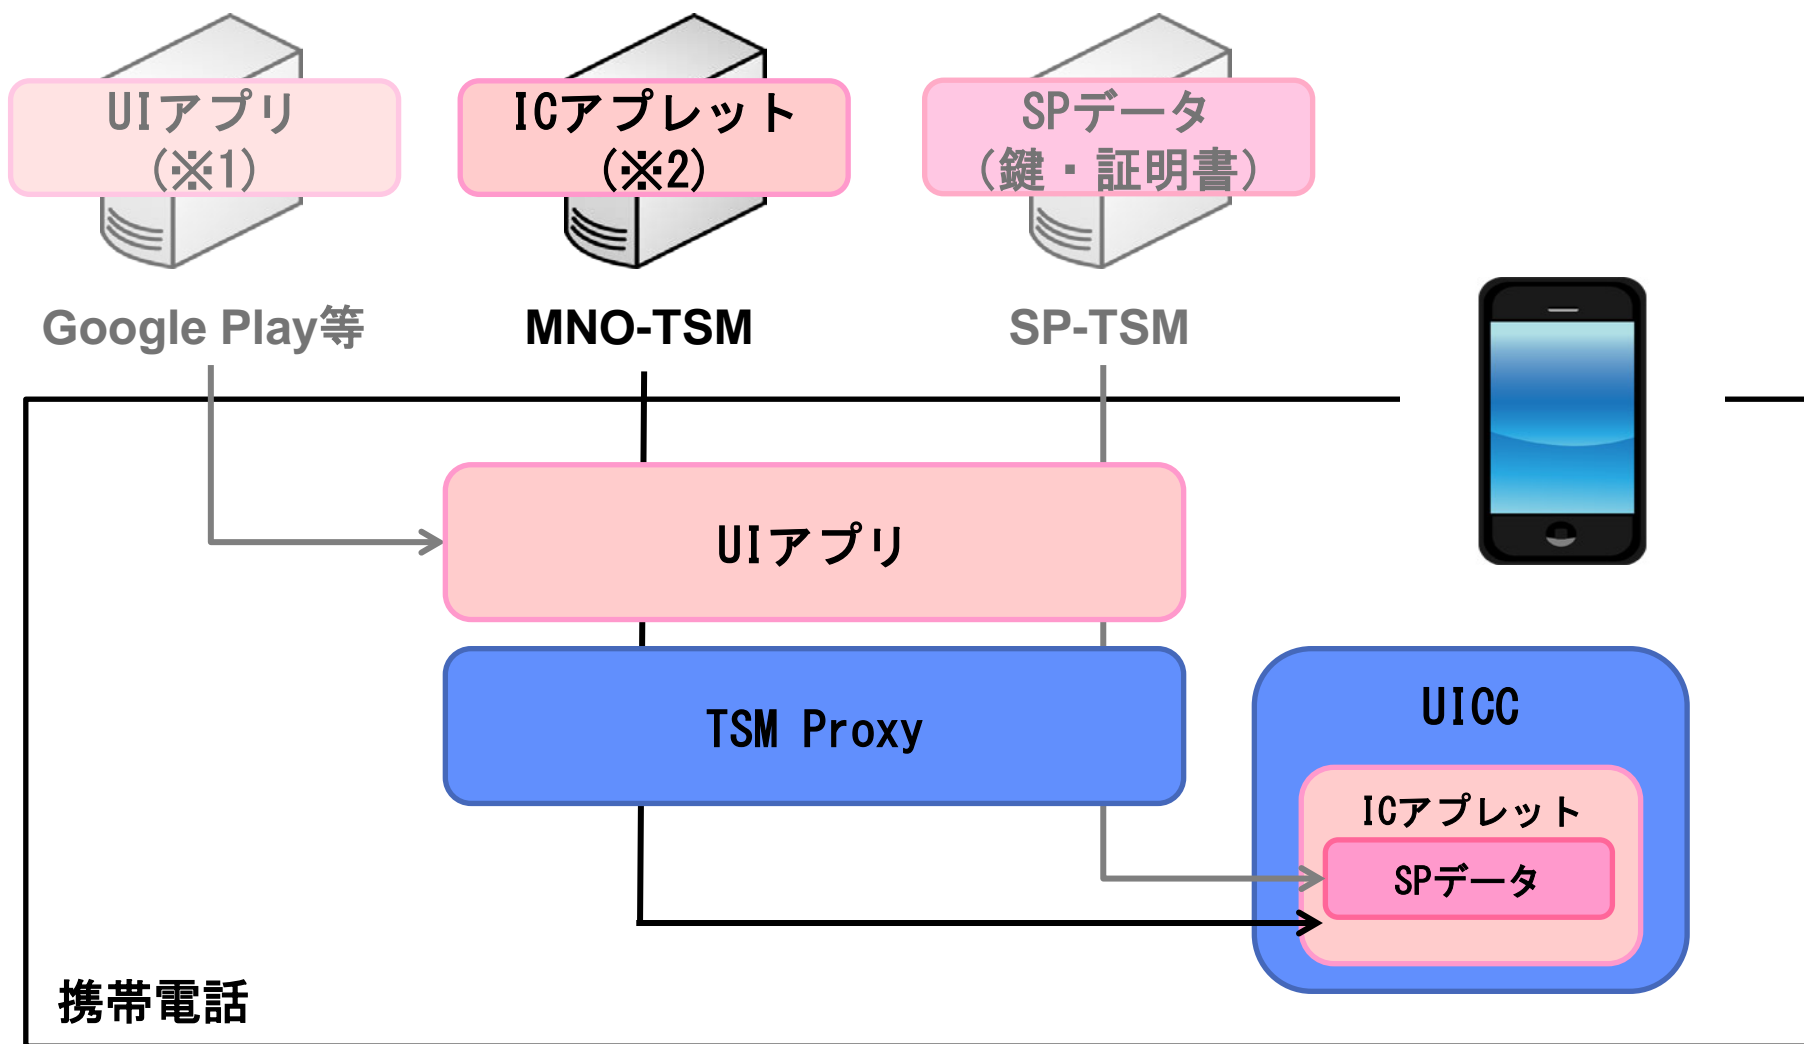 UIアプリ
(※1)
ICアプレット
(※2)
SPデータ
(鍵・証明書)
Google Play等
MNO-TSM
SP-TSM
UIアプリ
TSM Proxy
UICC
ICアプレット
SPデータ
携帯電話